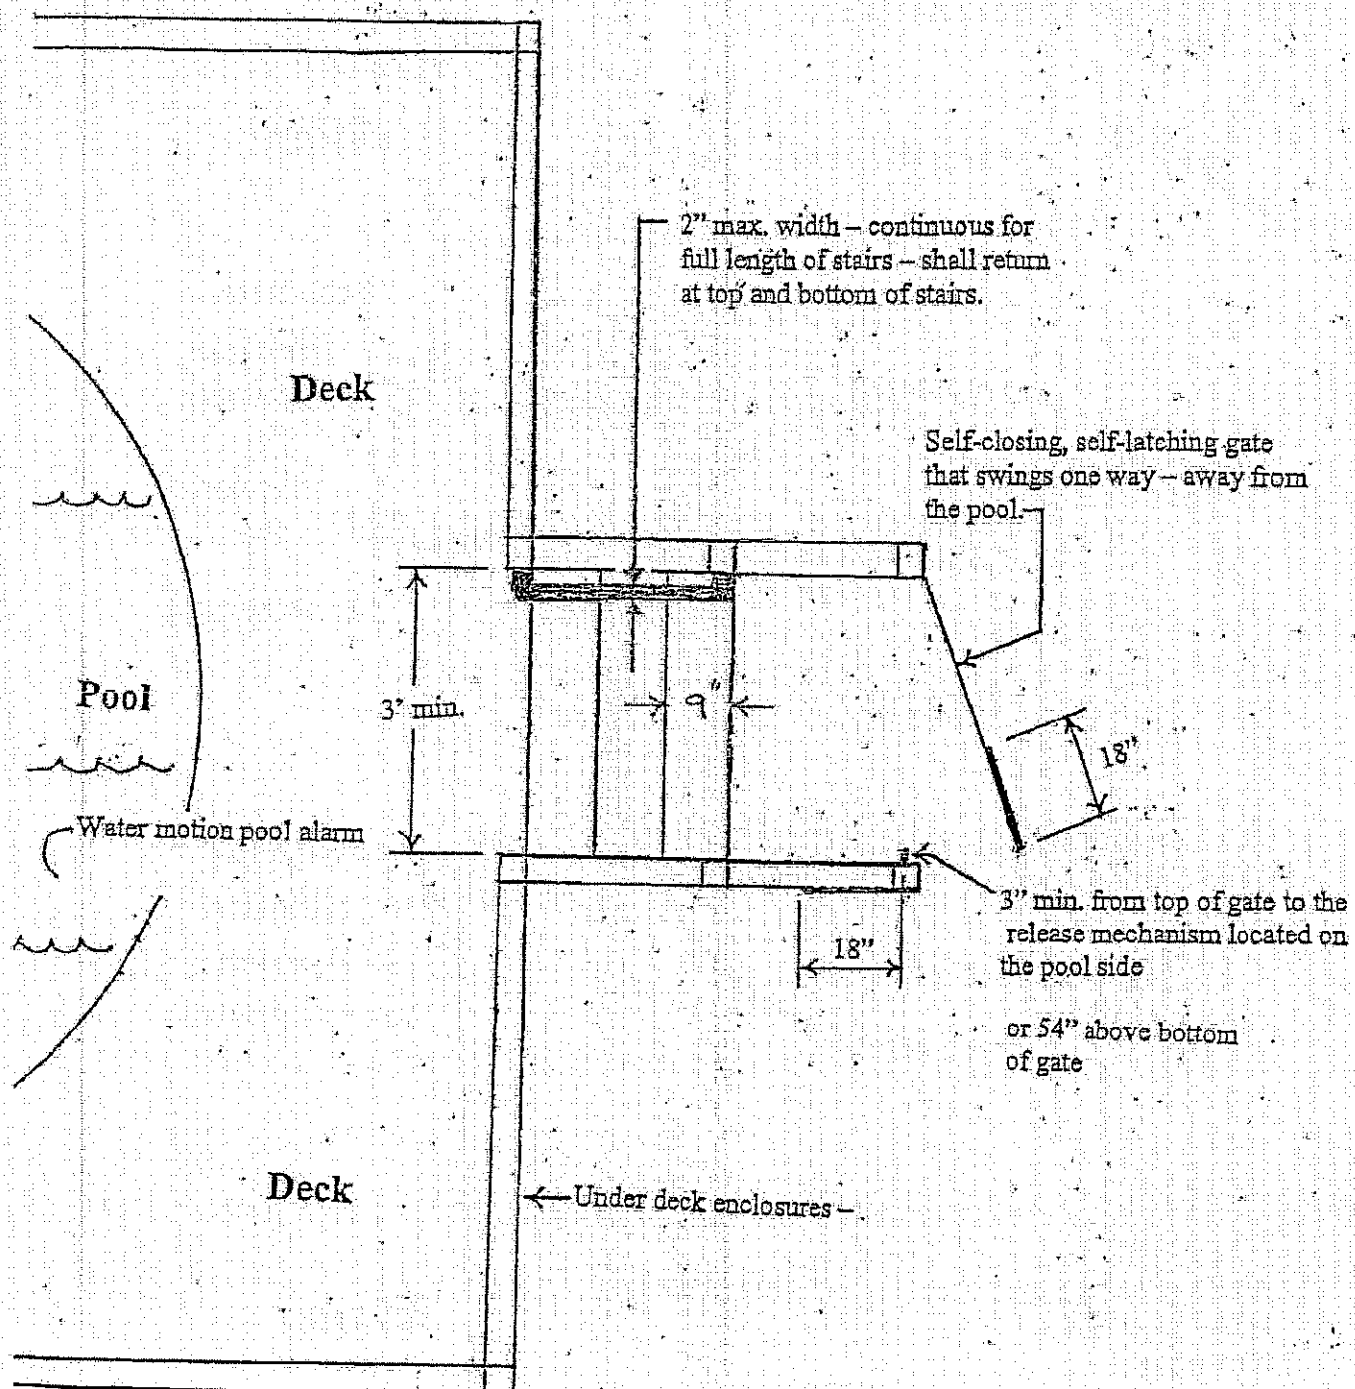 2” max. width – continuous for
full length of stairs – shall return
at top and bottom of stairs.
Deck
Self-closing, self-latching gate
that swings one way – away from
the pool.
Pool
3’ min.
9"
18”
Water motion pool alarm
3” min. from top of gate to the
release mechanism located on
the pool side
18”
or 54” above bottom
of gate
Deck
Under deck enclosures –